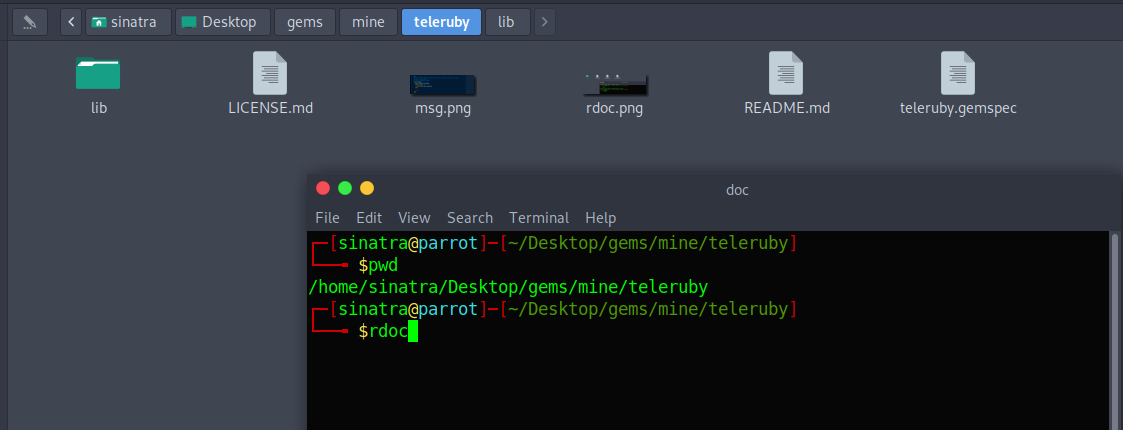 sinatra Desktop gems mine teleruby lib
lib LICENSE.md msg.png rdoc.png README.md teleruby.gemspec
doc
File Edit View Search Terminal Help
┌─[sinatra@parrot]─[~/Desktop/gems/mine/teleruby]
└──╼ $pwd
/home/sinatra/Desktop/gems/mine/teleruby
┌─[sinatra@parrot]─[~/Desktop/gems/mine/teleruby]
└──╼ $rdoc